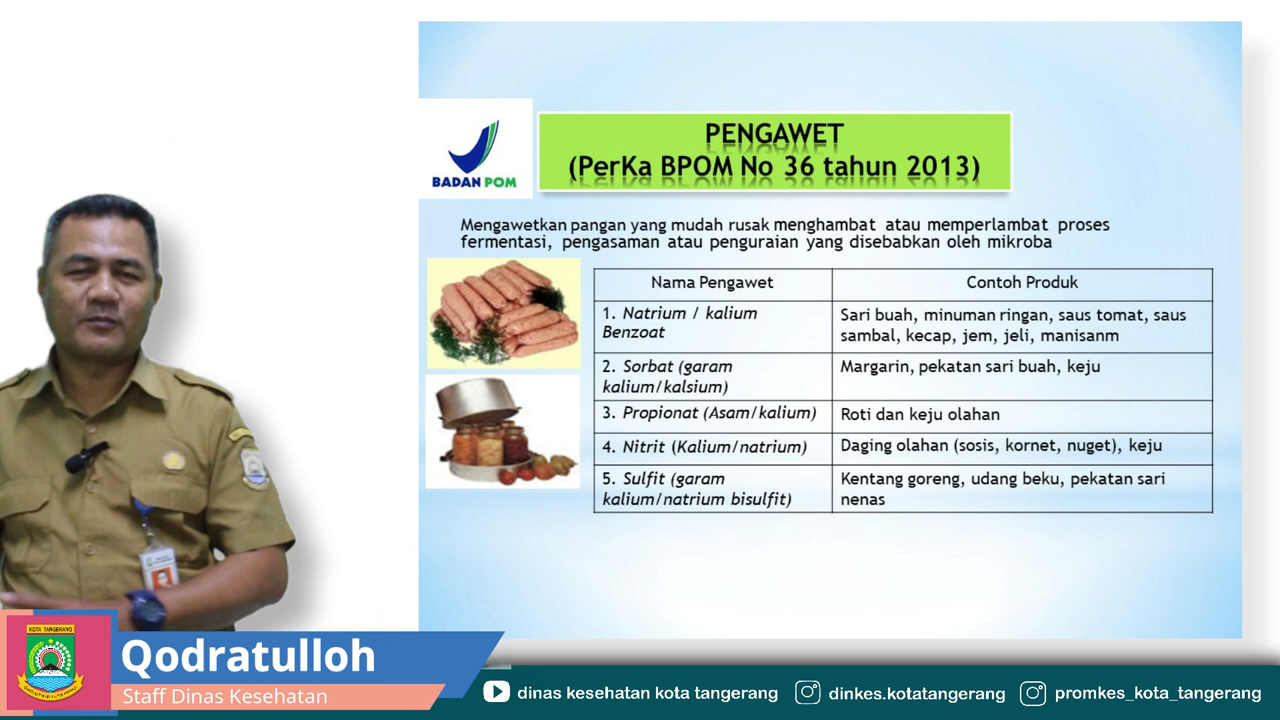 BADAN POM
PENGAWET
(PerKa BPOM No 36 tahun 2013)
Mengawetkan pangan yang mudah rusak menghambat atau memperlambat proses
fermentasi, pengasaman atau penguraian yang disebabkan oleh mikroba
Nama Pengawet
Contoh Produk
1. Natrium / kalium
Benzoat
Sari buah, minuman ringan, saus tomat, saus
sambal, kecap, jem, jeli, manisanm
2. Sorbat (garam
kalium/kalsium)
Margarin, pekatan sari buah, keju
3. Propionat (Asam/kalium)
Roti dan keju olahan
4. Nitrit (Kalium/natrium)
Daging olahan (sosis, kornet, nuget), keju
5. Sulfit (garam
kalium/natrium bisulfit)
Kentang goreng, udang beku, pekatan sari
nenas
KOTA TANGERANG
Qodratulloh
Staff Dinas Kesehatan
dinas kesehatan kota tangerang
dinkes.kotatangerang
promkes_kota_tangerang